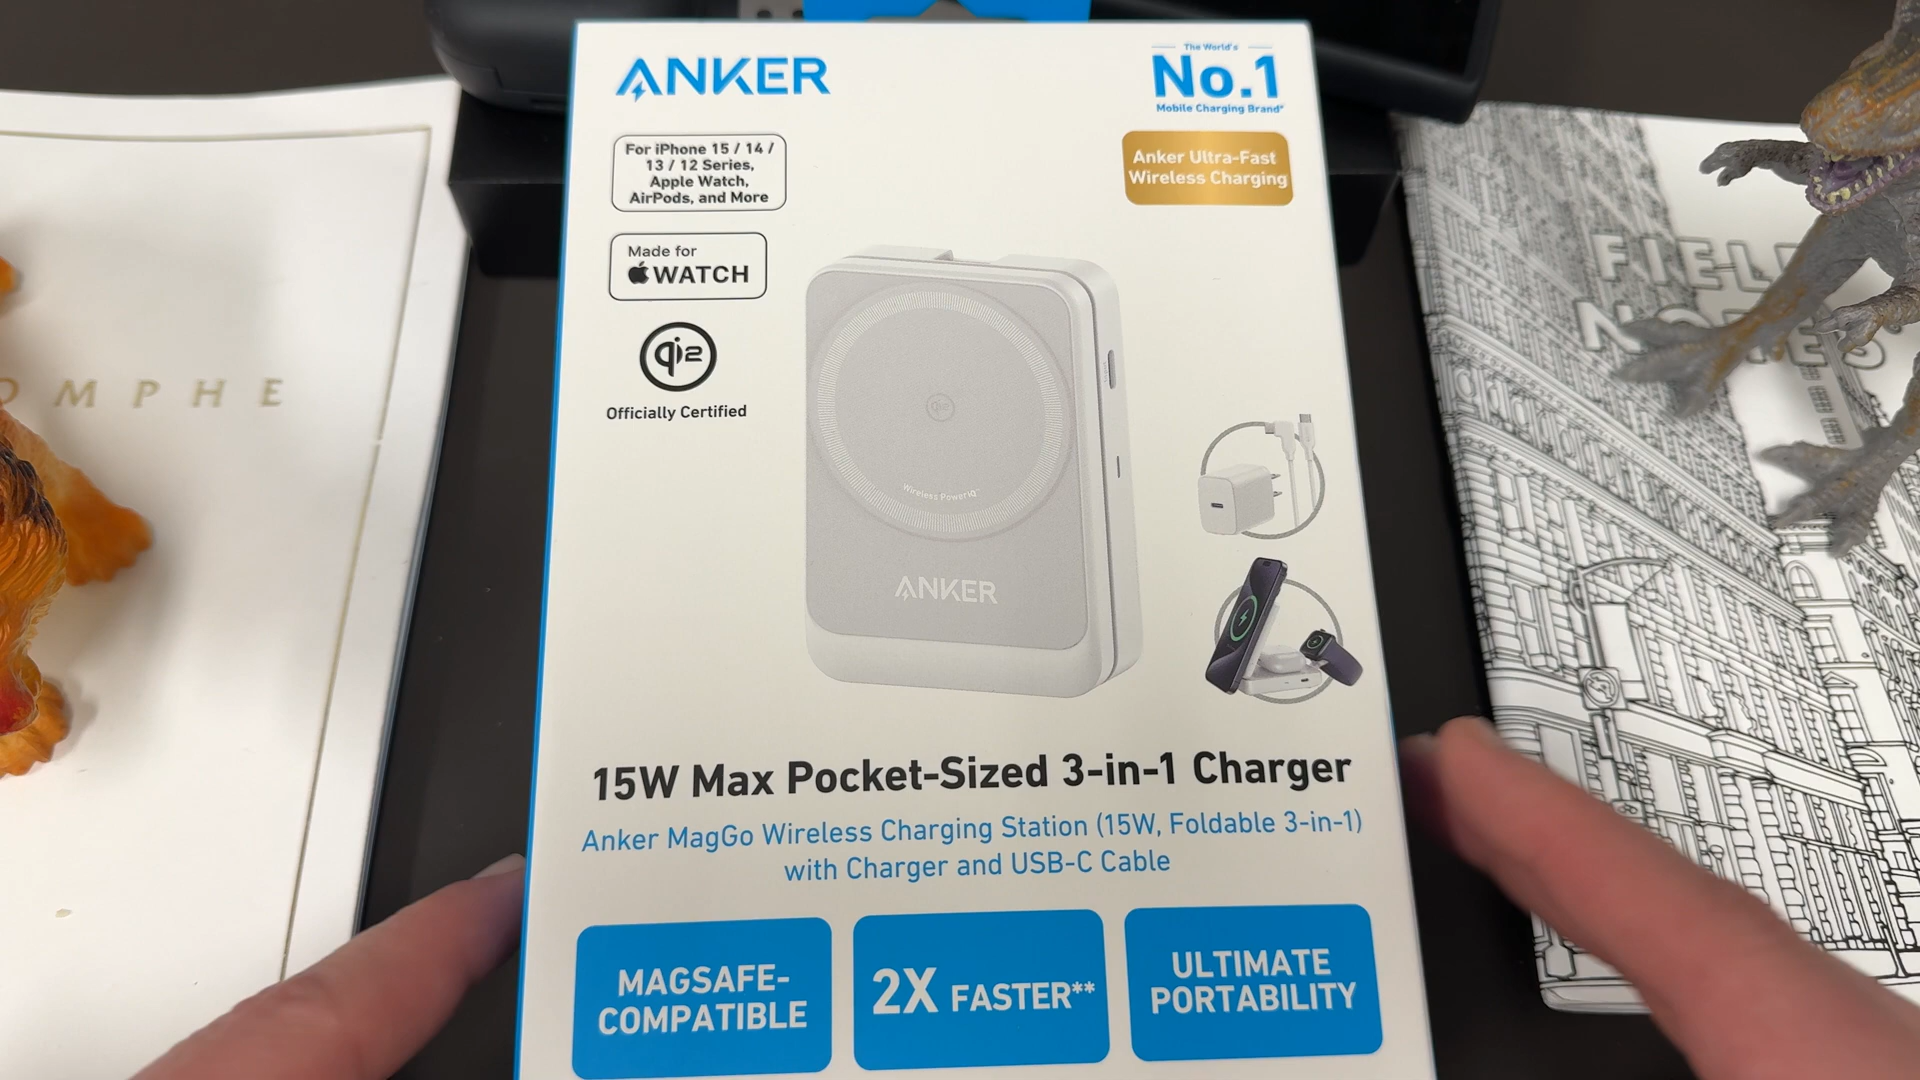 ANKER
The World's
No.1
Mobile Charging Brand*
For iPhone 15 / 14 /
13 / 12 Series,
Apple Watch,
AirPods, and More
Anker Ultra-Fast
Wireless Charging
Made for
WATCH
qi2
Officially Certified
qi2
Wireless PowerIQ™
ANKER
15W Max Pocket-Sized 3-in-1 Charger
Anker MagGo Wireless Charging Station (15W, Foldable 3-in-1)
with Charger and USB-C Cable
MAGSAFE-
COMPATIBLE
2X FASTER**
ULTIMATE
PORTABILITY
OMPHE
FIEL
NOTES